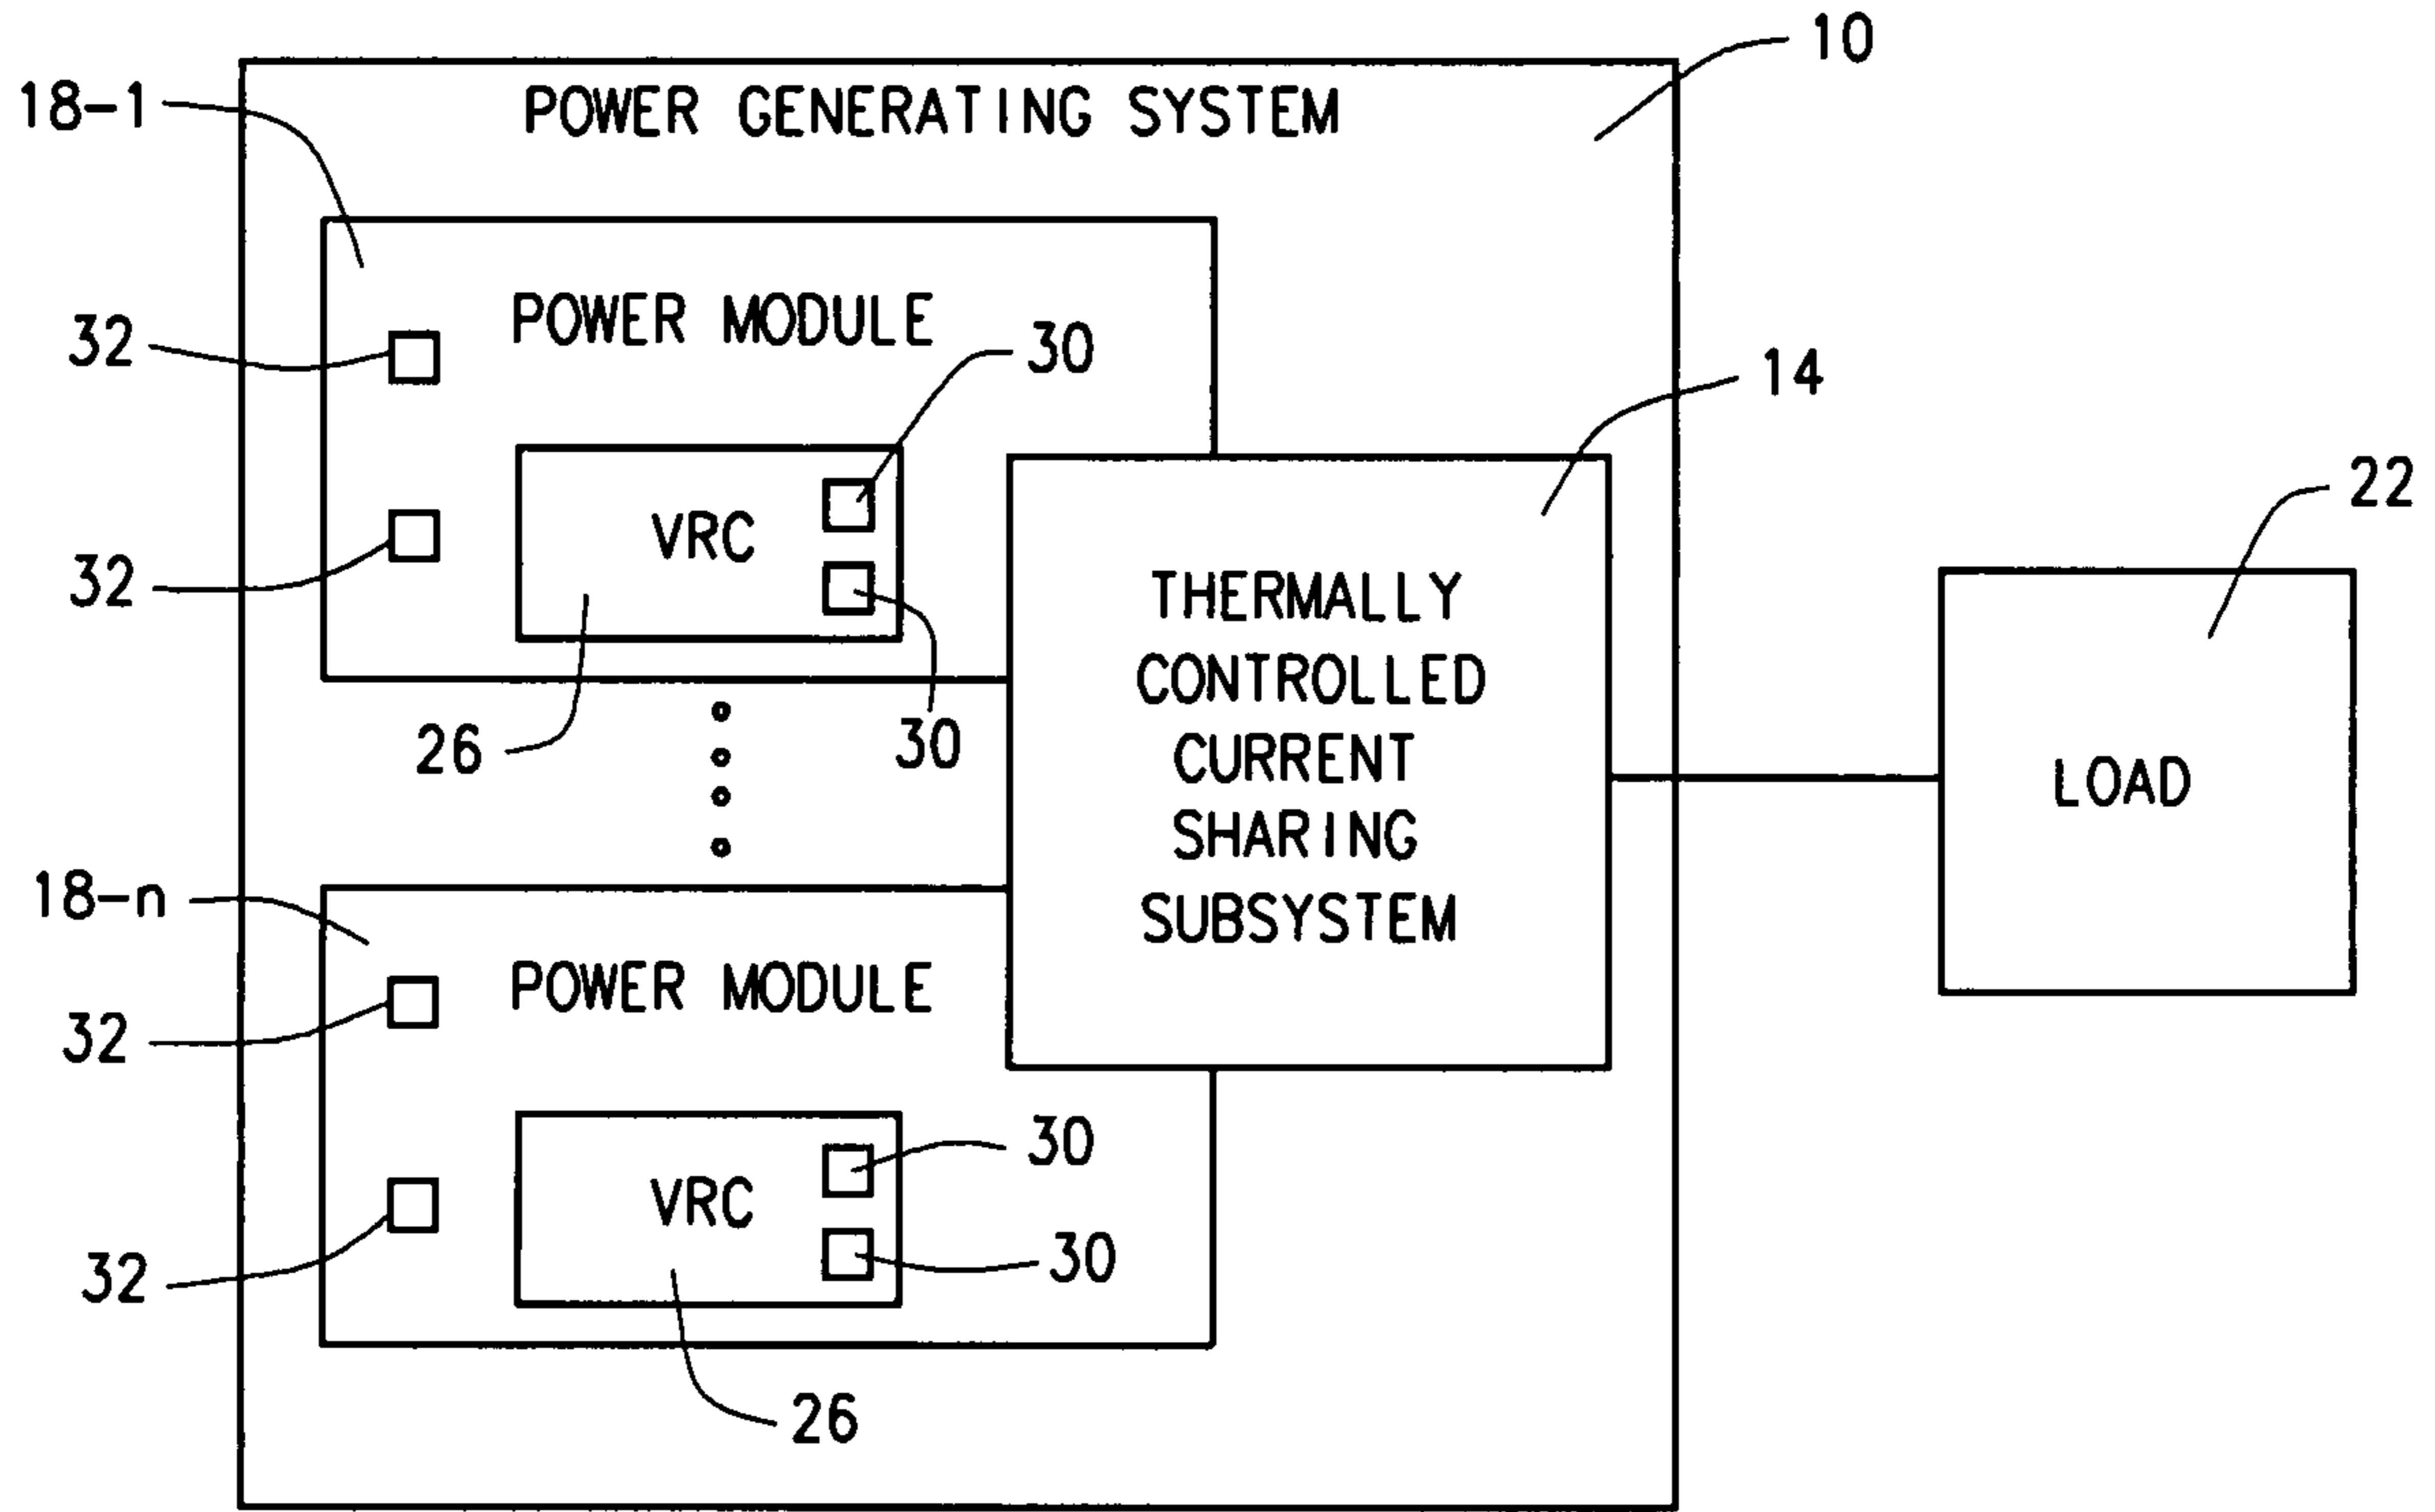 10
POWER GENERATING SYSTEM
18-1
POWER MODULE
32
30
14
VRC
32
30
26
22
THERMALLY
CONTROLLED
CURRENT
SHARING
SUBSYSTEM
LOAD
18-n
POWER MODULE
32
30
VRC
32
30
26